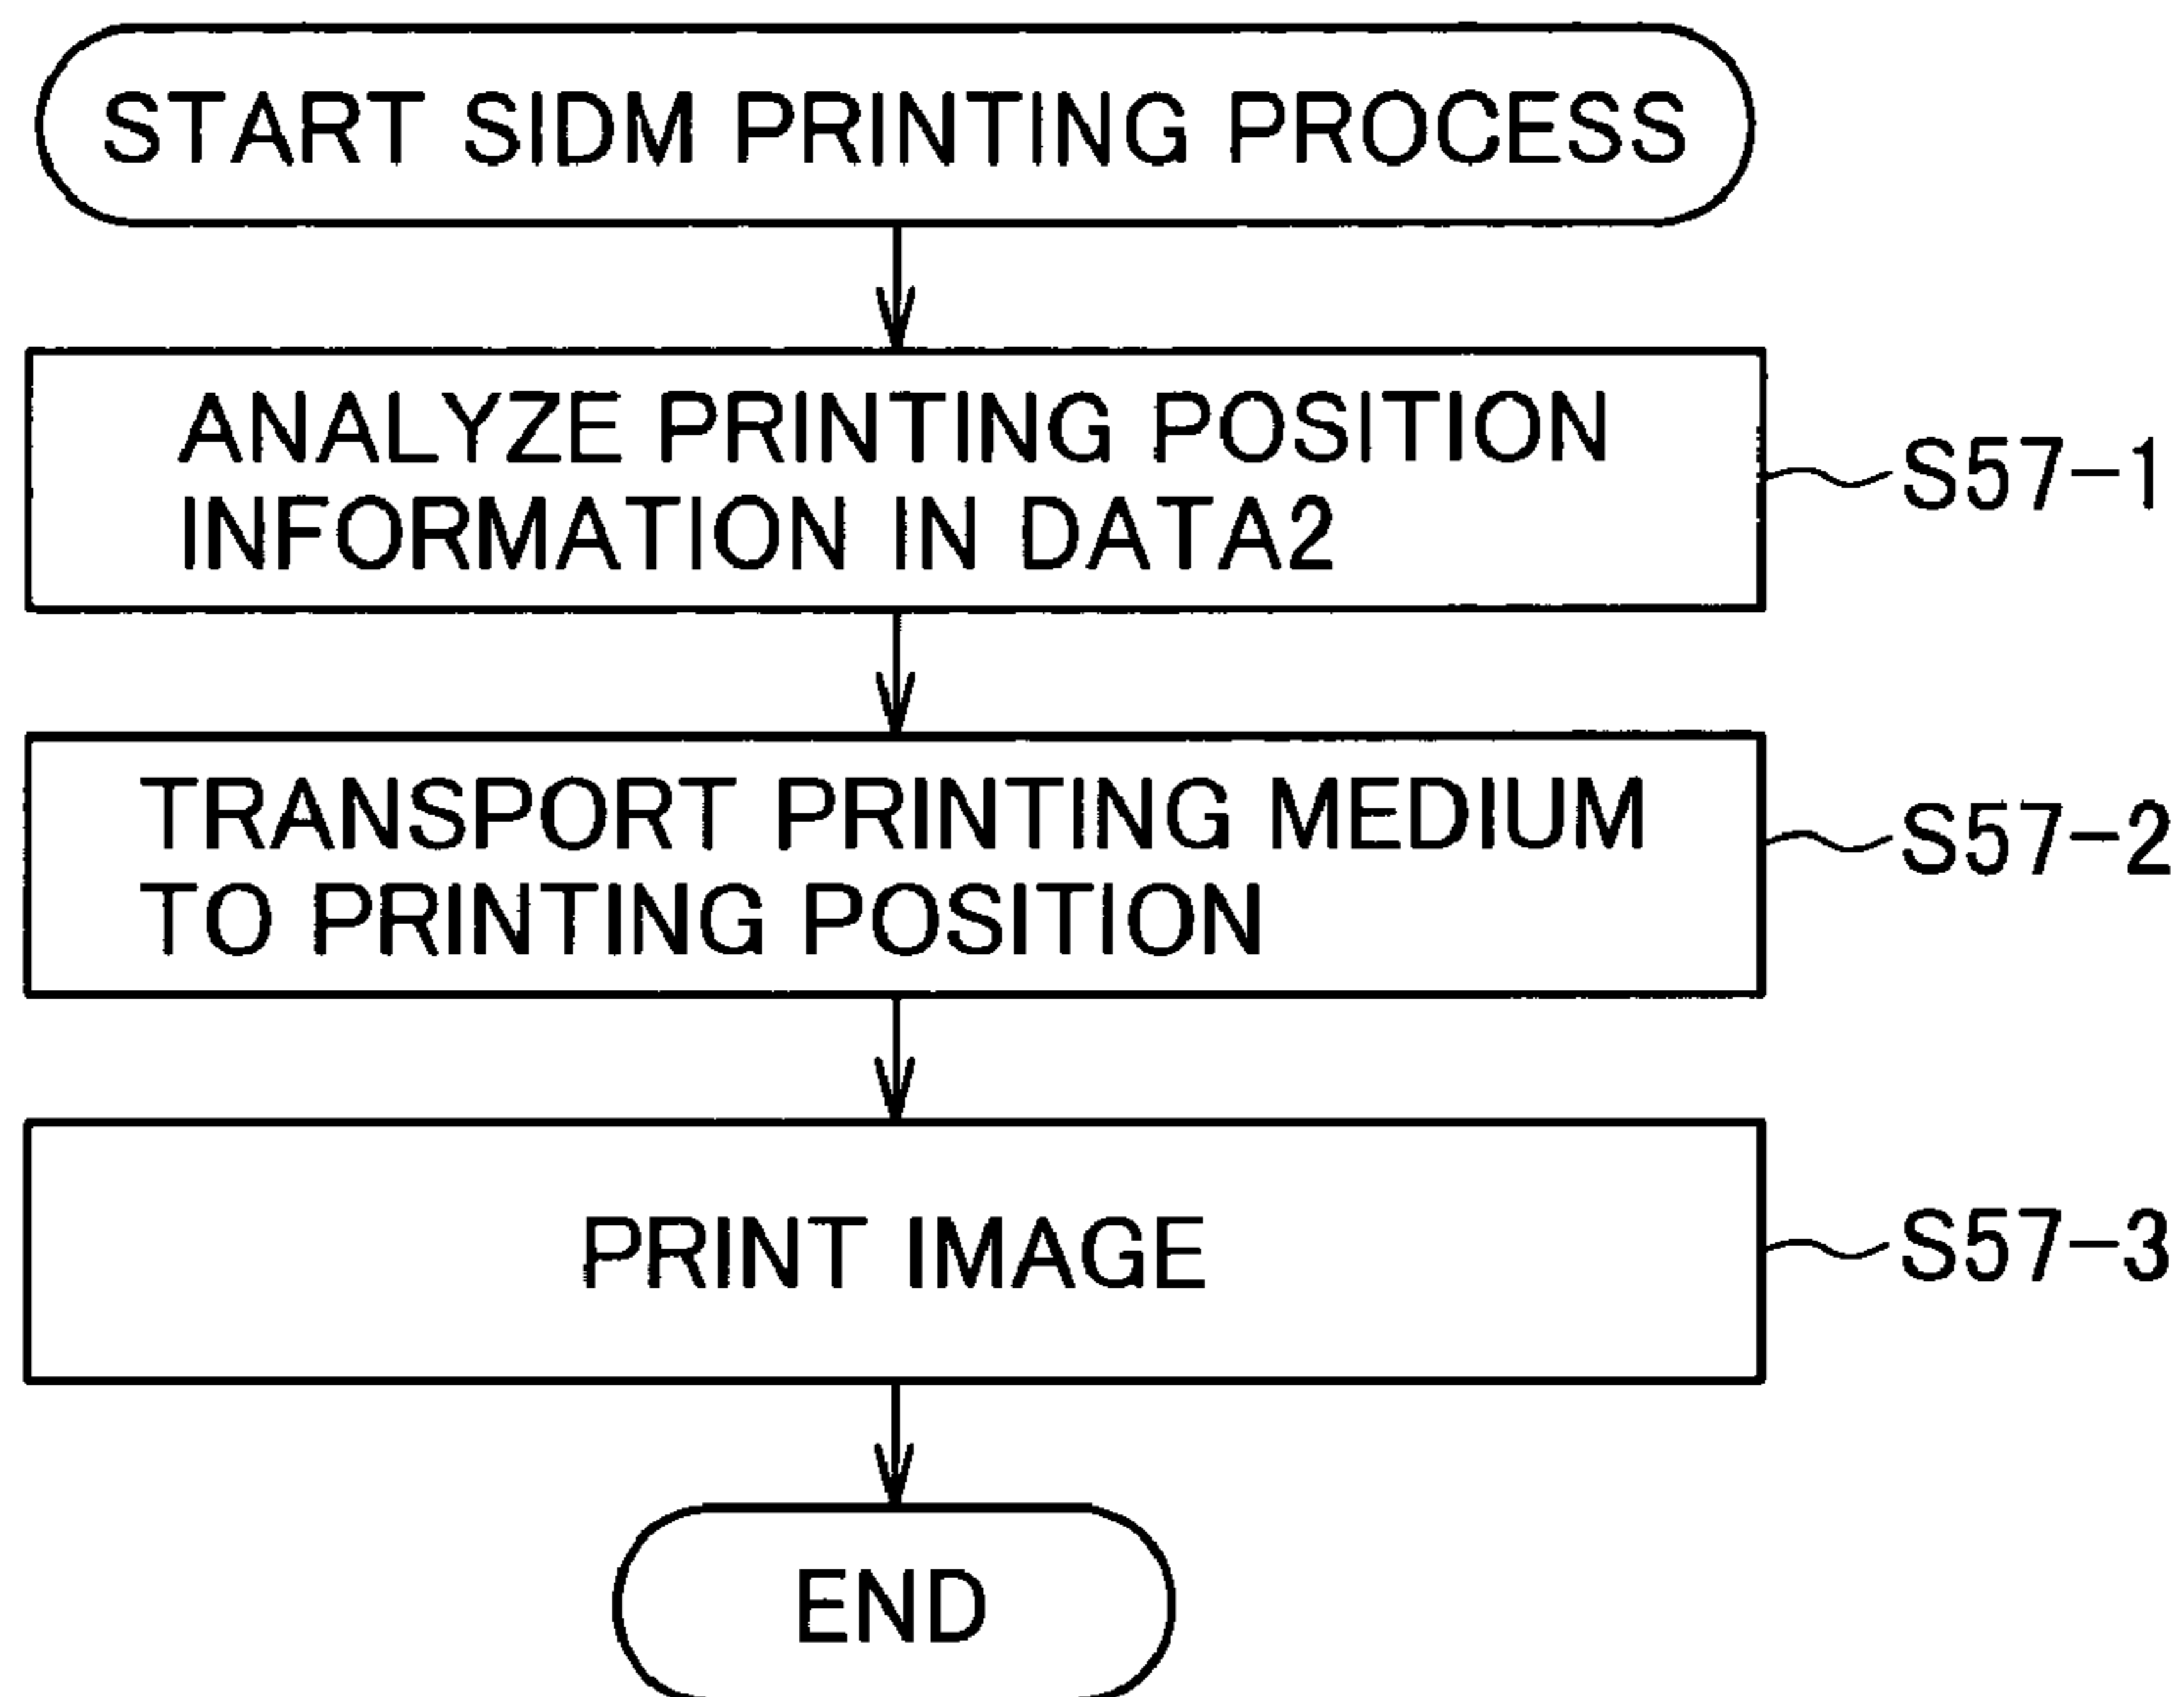 START SIDM PRINTING PROCESS
ANALYZE PRINTING POSITION
INFORMATION IN DATA2
S57-1
TRANSPORT PRINTING MEDIUM
TO PRINTING POSITION
S57-2
PRINT IMAGE
S57-3
END